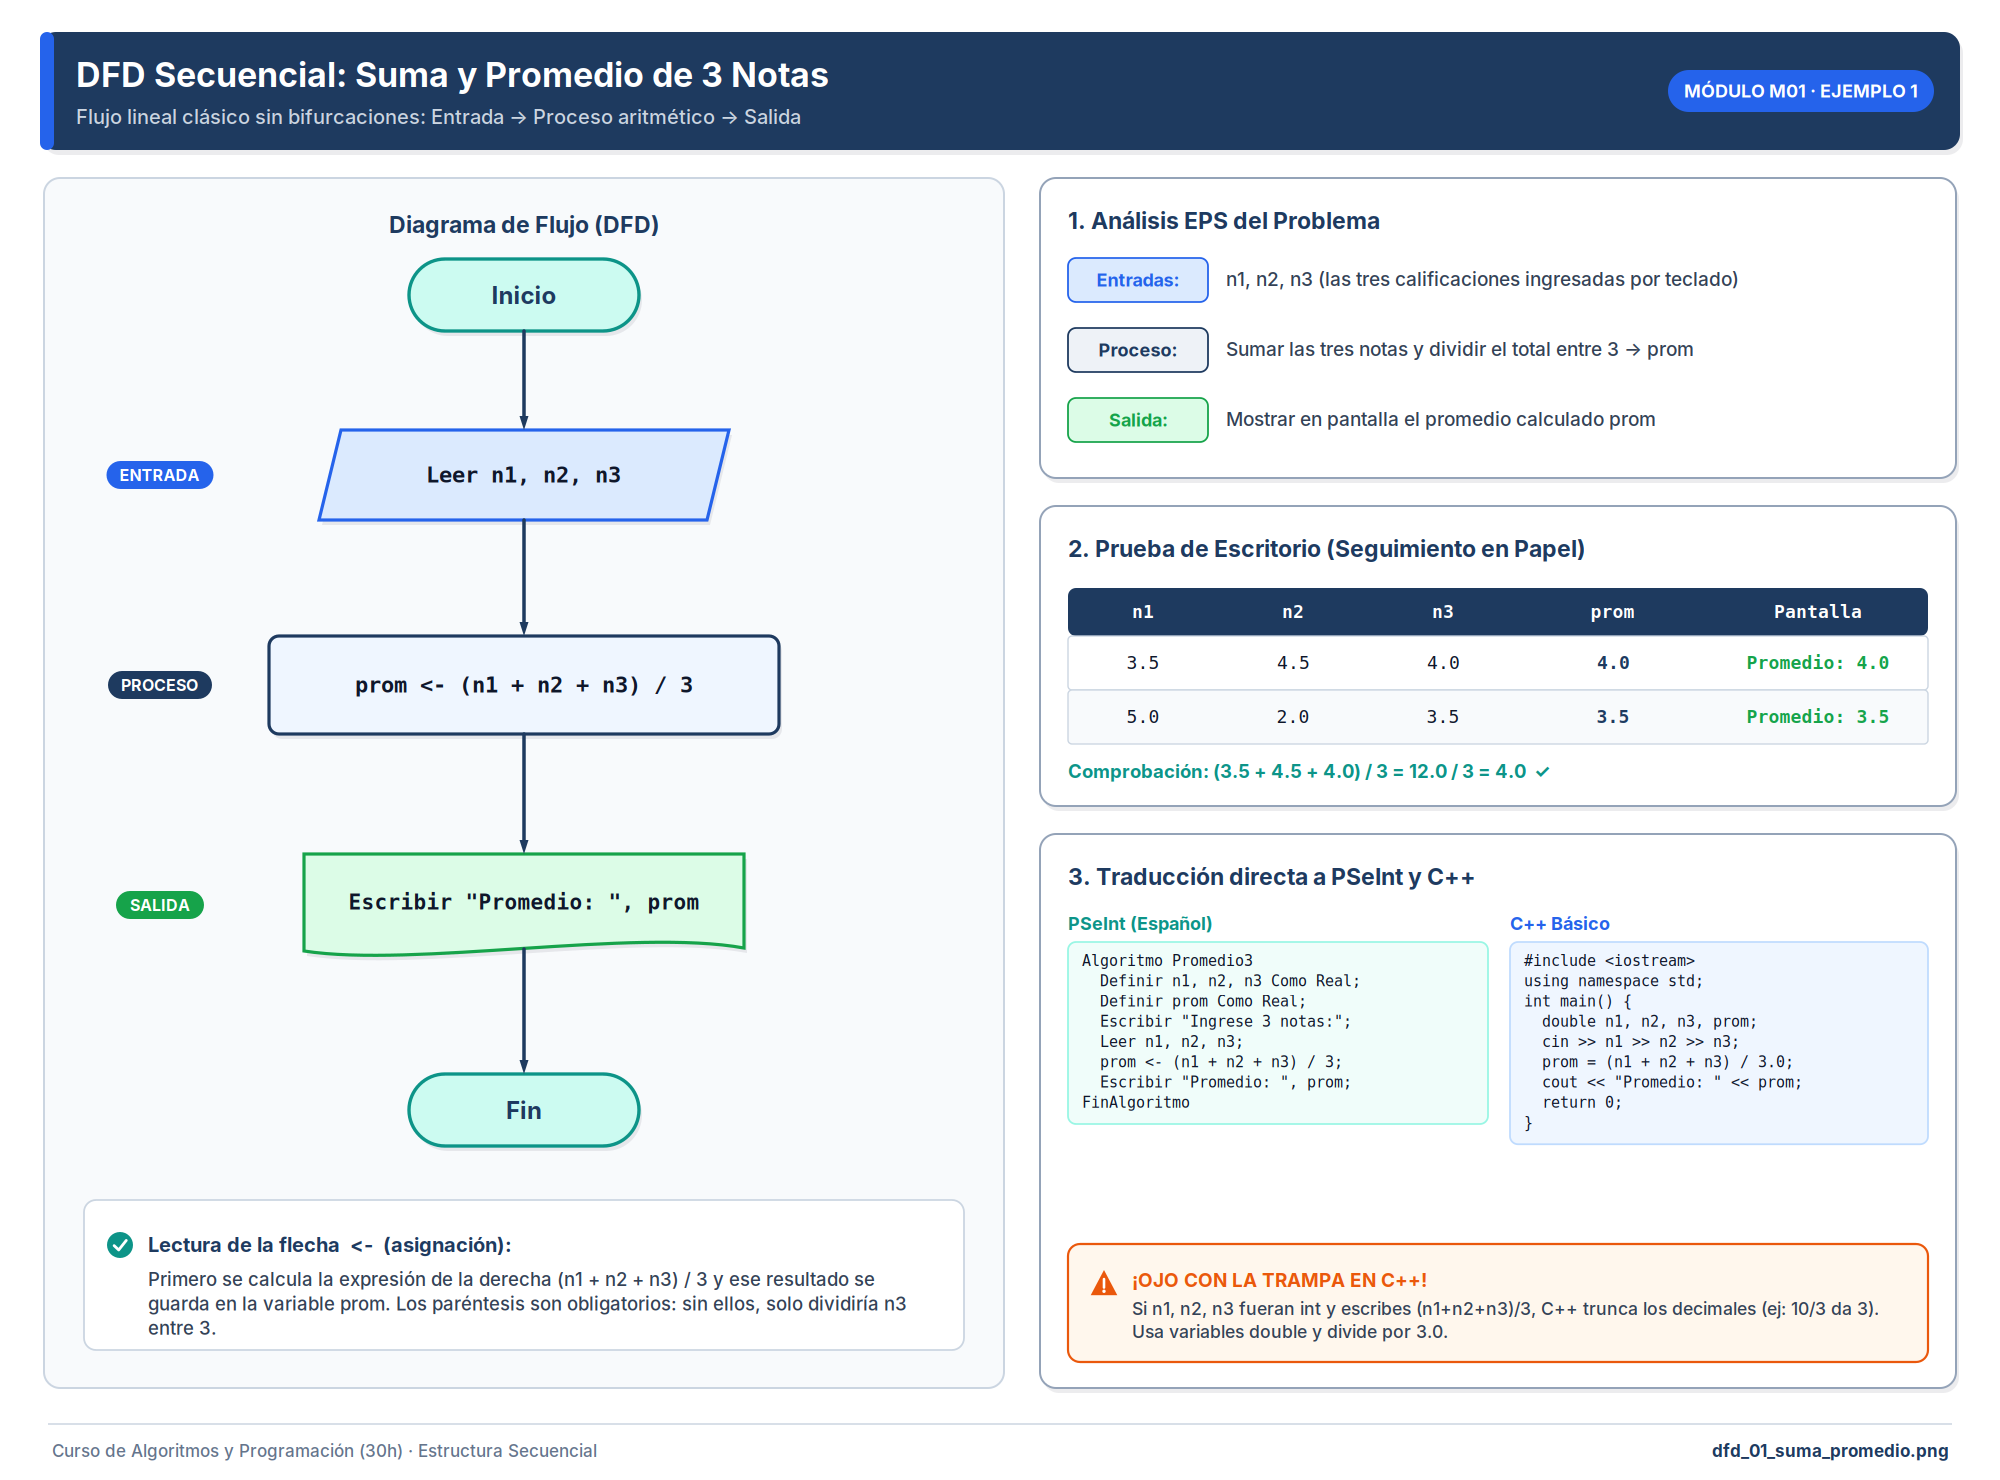 DFD Secuencial: Suma y Promedio de 3 Notas
Flujo lineal clásico sin bifurcaciones: Entrada → Proceso aritmético → Salida
MÓDULO M01 · EJEMPLO 1
Diagrama de Flujo (DFD)
Inicio
ENTRADA
Leer n1, n2, n3
PROCESO
prom <- (n1 + n2 + n3) / 3
SALIDA
Escribir "Promedio: ", prom
Fin
Lectura de la flecha <- (asignación):
Primero se calcula la expresión de la derecha (n1 + n2 + n3) / 3 y ese resultado se
guarda en la variable prom. Los paréntesis son obligatorios: sin ellos, solo dividiría n3
entre 3.
1. Análisis EPS del Problema
Entradas: n1, n2, n3 (las tres calificaciones ingresadas por teclado)
Proceso: Sumar las tres notas y dividir el total entre 3 → prom
Salida: Mostrar en pantalla el promedio calculado prom
2. Prueba de Escritorio (Seguimiento en Papel)
n1 n2 n3 prom Pantalla
3.5 4.5 4.0 4.0 Promedio: 4.0
5.0 2.0 3.5 3.5 Promedio: 3.5
Comprobación: (3.5 + 4.5 + 4.0) / 3 = 12.0 / 3 = 4.0 ✓
3. Traducción directa a PSeInt y C++
PSeInt (Español)
Algoritmo Promedio3
Definir n1, n2, n3 Como Real;
Definir prom Como Real;
Escribir "Ingrese 3 notas:";
Leer n1, n2, n3;
prom <- (n1 + n2 + n3) / 3;
Escribir "Promedio: ", prom;
FinAlgoritmo
C++ Básico
#include <iostream>
using namespace std;
int main() {
double n1, n2, n3, prom;
cin >> n1 >> n2 >> n3;
prom = (n1 + n2 + n3) / 3.0;
cout << "Promedio: " << prom;
return 0;
}
¡OJO CON LA TRAMPA EN C++!
Si n1, n2, n3 fueran int y escribes (n1+n2+n3)/3, C++ trunca los decimales (ej: 10/3 da 3).
Usa variables double y divide por 3.0.
Curso de Algoritmos y Programación (30h) · Estructura Secuencial
dfd_01_suma_promedio.png